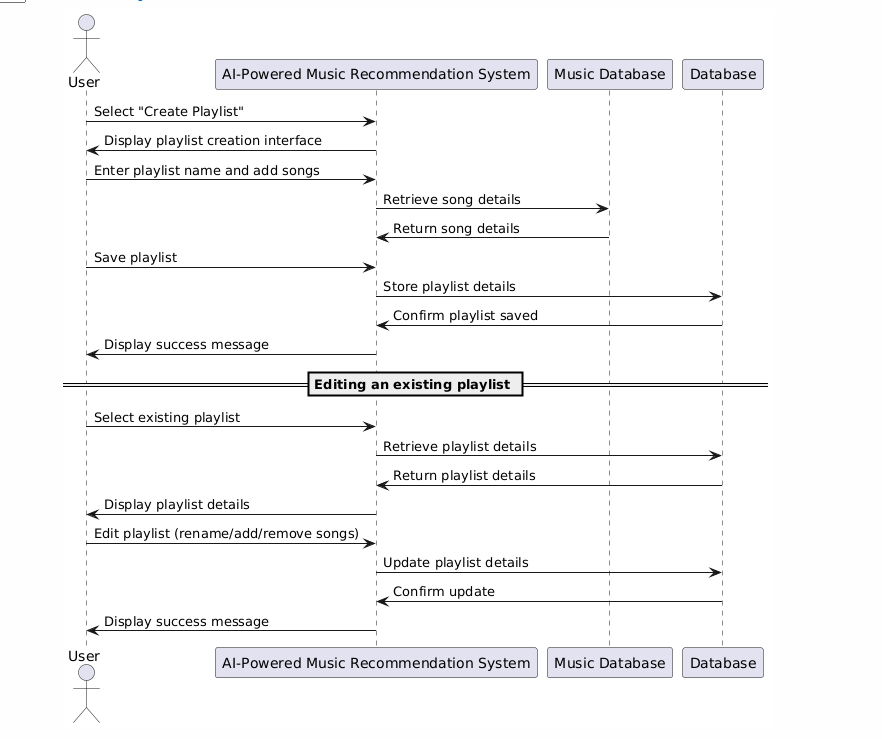 User
AI-Powered Music Recommendation System
Music Database
Database
Select "Create Playlist"
Display playlist creation interface
Enter playlist name and add songs
Retrieve song details
Return song details
Save playlist
Store playlist details
Confirm playlist saved
Display success message
Editing an existing playlist
Select existing playlist
Retrieve playlist details
Return playlist details
Display playlist details
Edit playlist (rename/add/remove songs)
Update playlist details
Confirm update
Display success message
User
AI-Powered Music Recommendation System
Music Database
Database